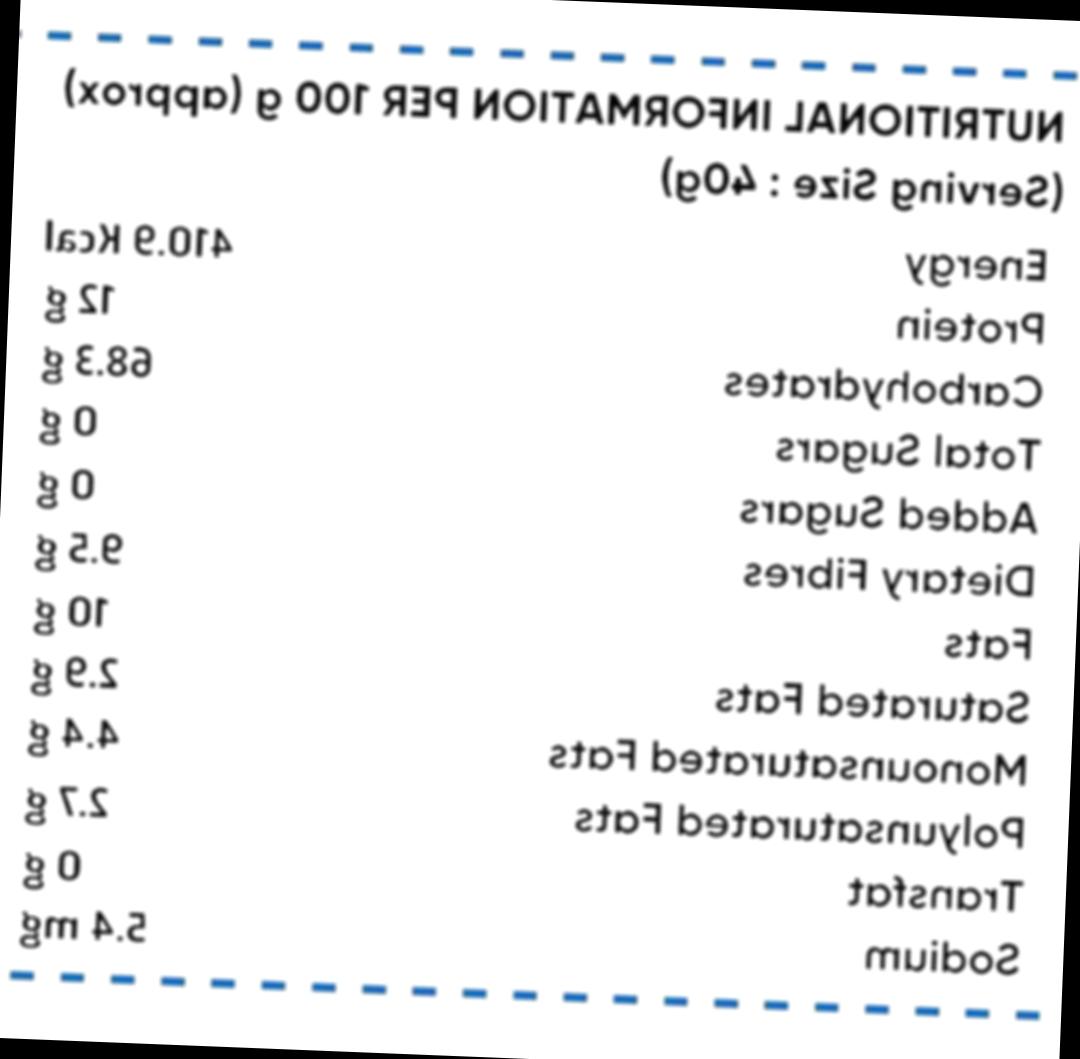 NUTRITIONAL INFORMATION PER 100 g (approx)
(Serving Size : 40g)
Energy 410.9 Kcal
Protein 12 g
Carbohydrates 68.3 g
Total Sugars 0 g
Added Sugars 0 g
Dietary Fibres 9.5 g
Fats 10 g
Saturated Fats 2.9 g
Monounsaturated Fats 4.4 g
Polyunsaturated Fats 2.7 g
Transfat 0 g
Sodium 5.4 mg